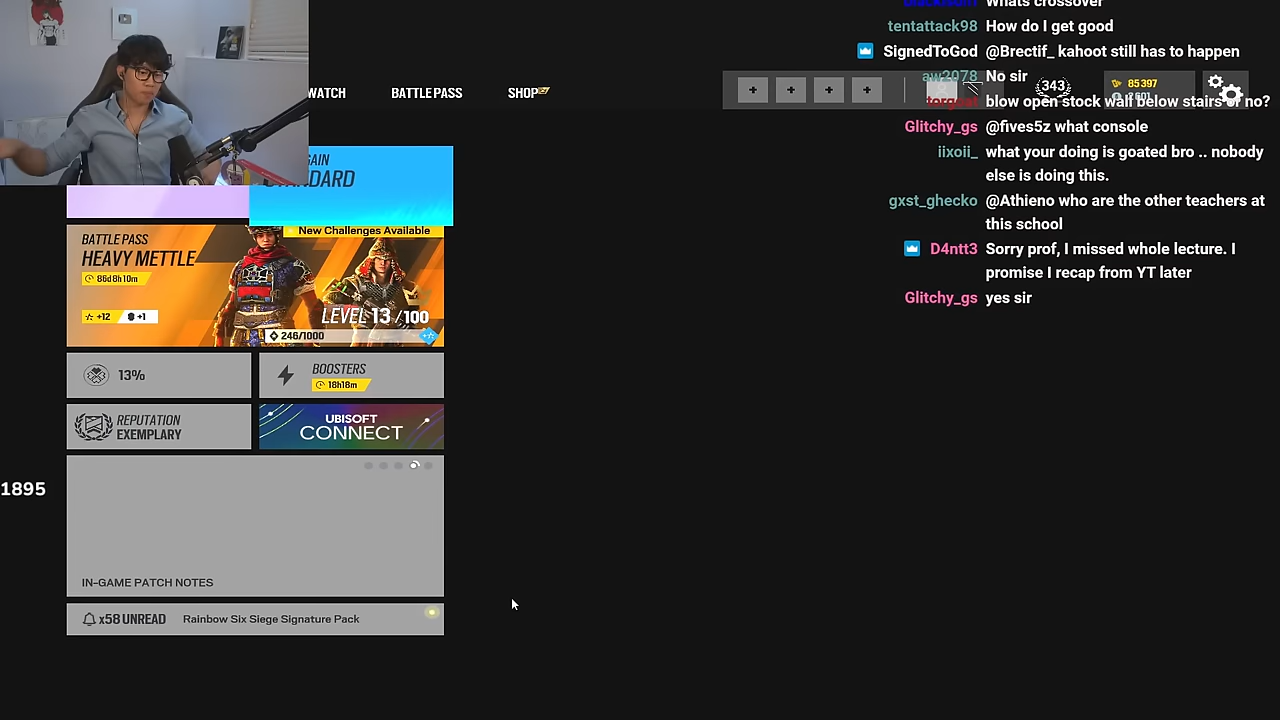 Whats crossover
tentattack98 How do I get good
SignedToGod @Brectif_ kahoot still has to happen
aw2078 No sir
WATCH BATTLE PASS SHOP
343
85 397
blow open stock wall below stairs or no?
Glitchy_gs @fives5z what console
iixoii_ what your doing is goated bro .. nobody
else is doing this.
gxst_ghecko @Athieno who are the other teachers at
this school
D4ntt3 Sorry prof, I missed whole lecture. I
promise I recap from YT later
Glitchy_gs yes sir
New Challenges Available
BATTLE PASS
HEAVY METTLE
86d 8h 10m
+12 +1
LEVEL 13 /100
246/1000
13%
BOOSTERS
18h18m
REPUTATION
EXEMPLARY
UBISOFT
CONNECT
1895
IN-GAME PATCH NOTES
x58 UNREAD Rainbow Six Siege Signature Pack